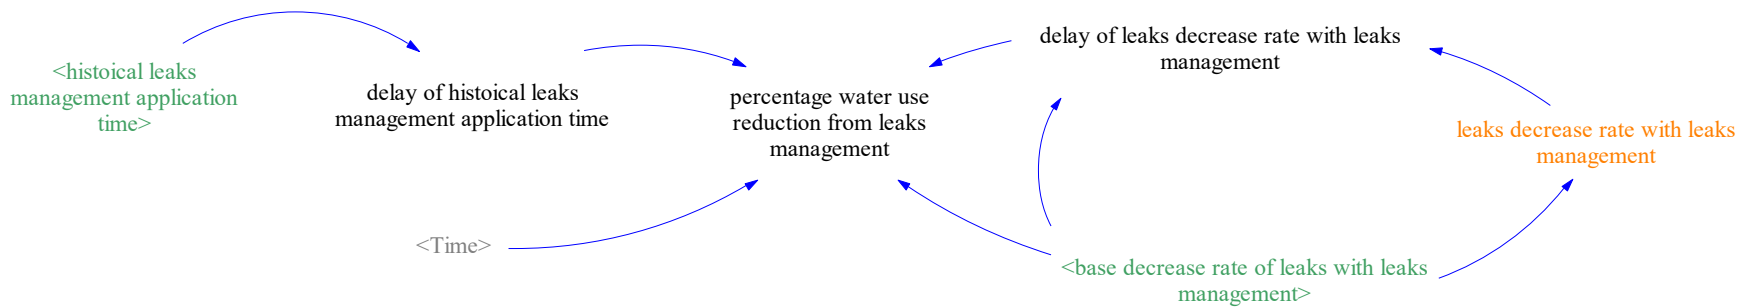 <histoical leaks
management application
time>
delay of histoical leaks
management application time
percentage water use
reduction from leaks
management
delay of leaks decrease rate with leaks
management
leaks decrease rate with leaks
management
<Time>
<base decrease rate of leaks with leaks
management>